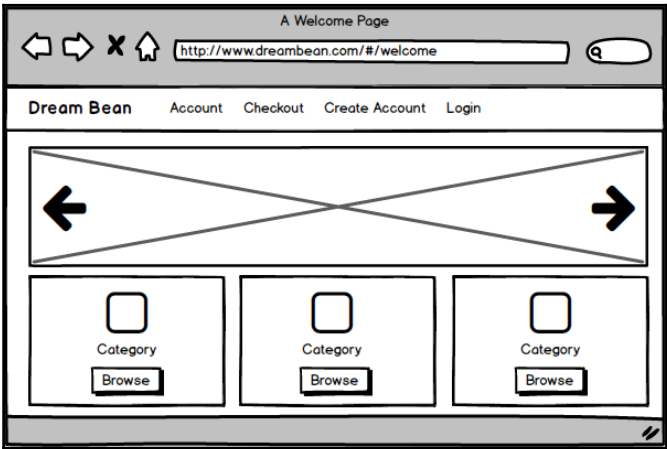 A Welcome Page
http://www.dreambean.com/#/welcome
Dream Bean Account Checkout Create Account Login
Category Category Category
Browse Browse Browse